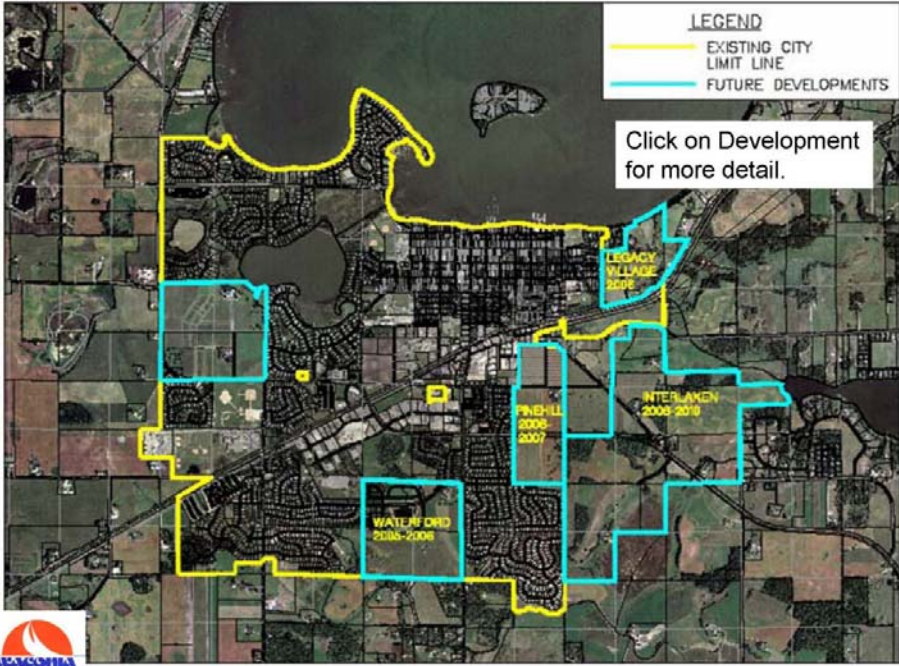 LEGEND
EXISTING CITY
LIMIT LINE
FUTURE DEVELOPMENTS
Click on Development
for more detail.
LEGACY
VILLAGE
2006
INTERLAKEN
2006-2010
PINEHILL
2006-
2007
WATERFORD
2005-2006